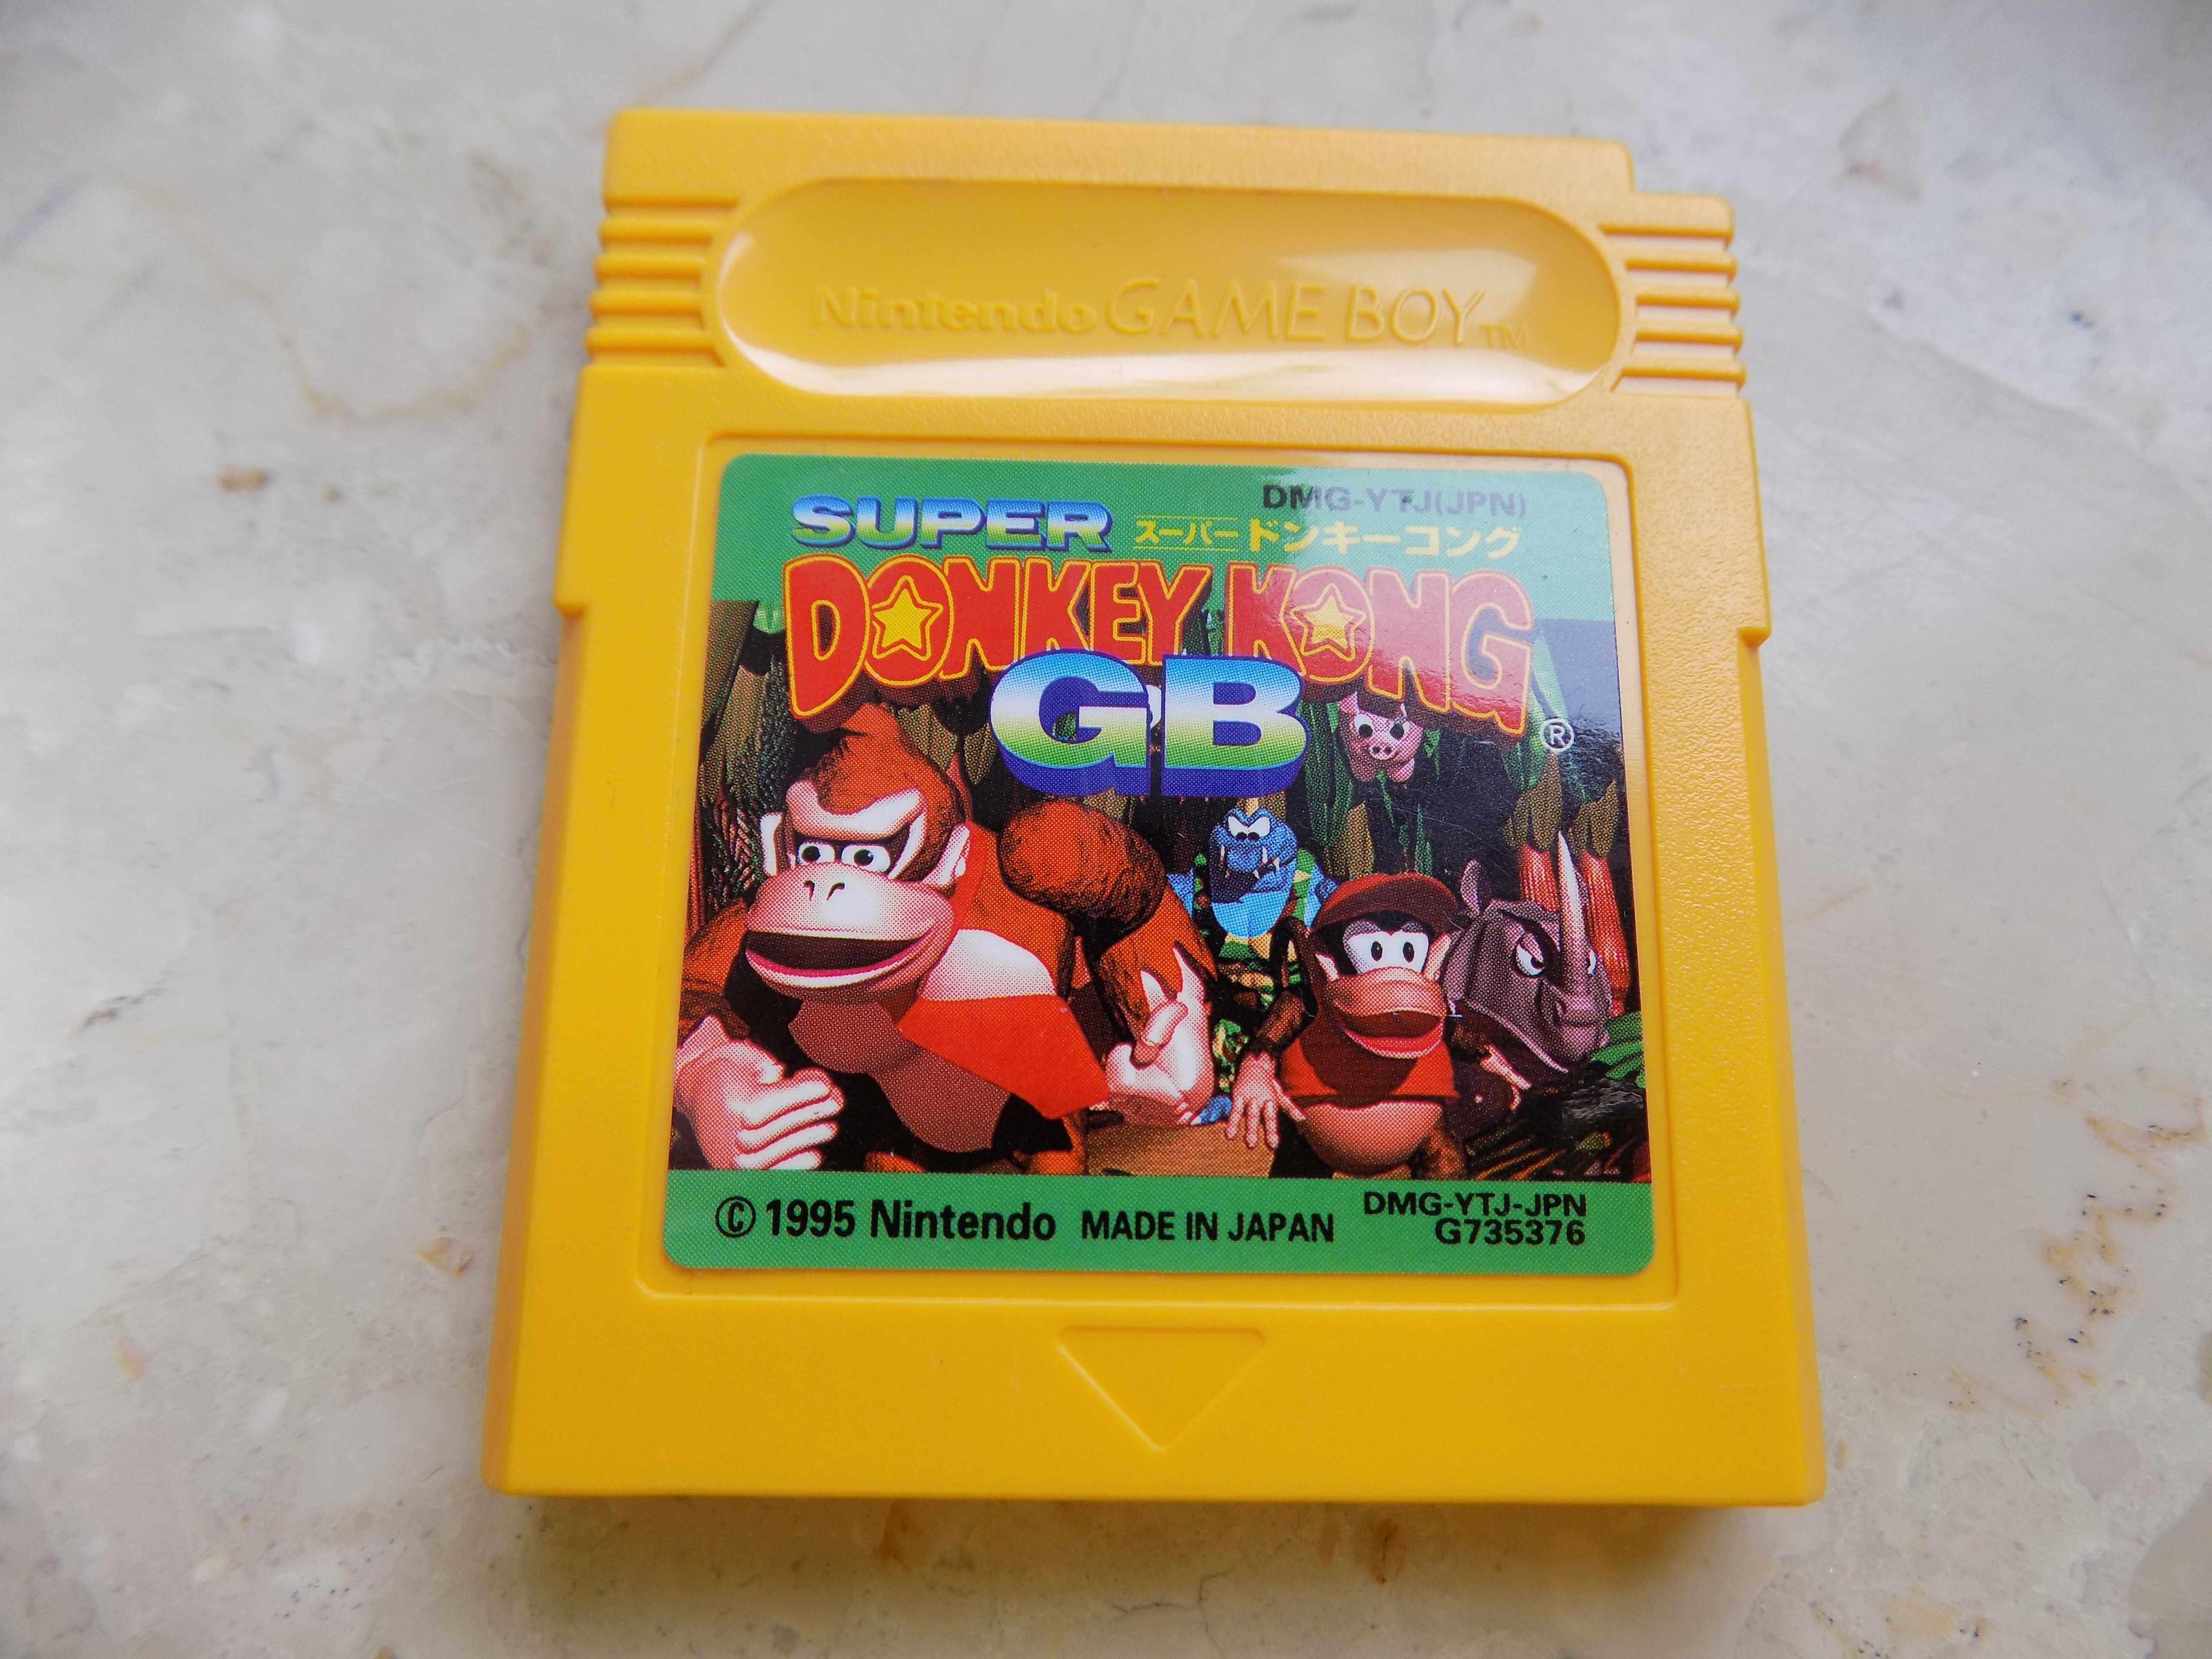 Nintendo GAME BOY TM
DMG-YTJ(JPN)
SUPER スーパードンキーコング
DONKEY KONG
GB ®
© 1995 Nintendo MADE IN JAPAN DMG-YTJ-JPN
G735376